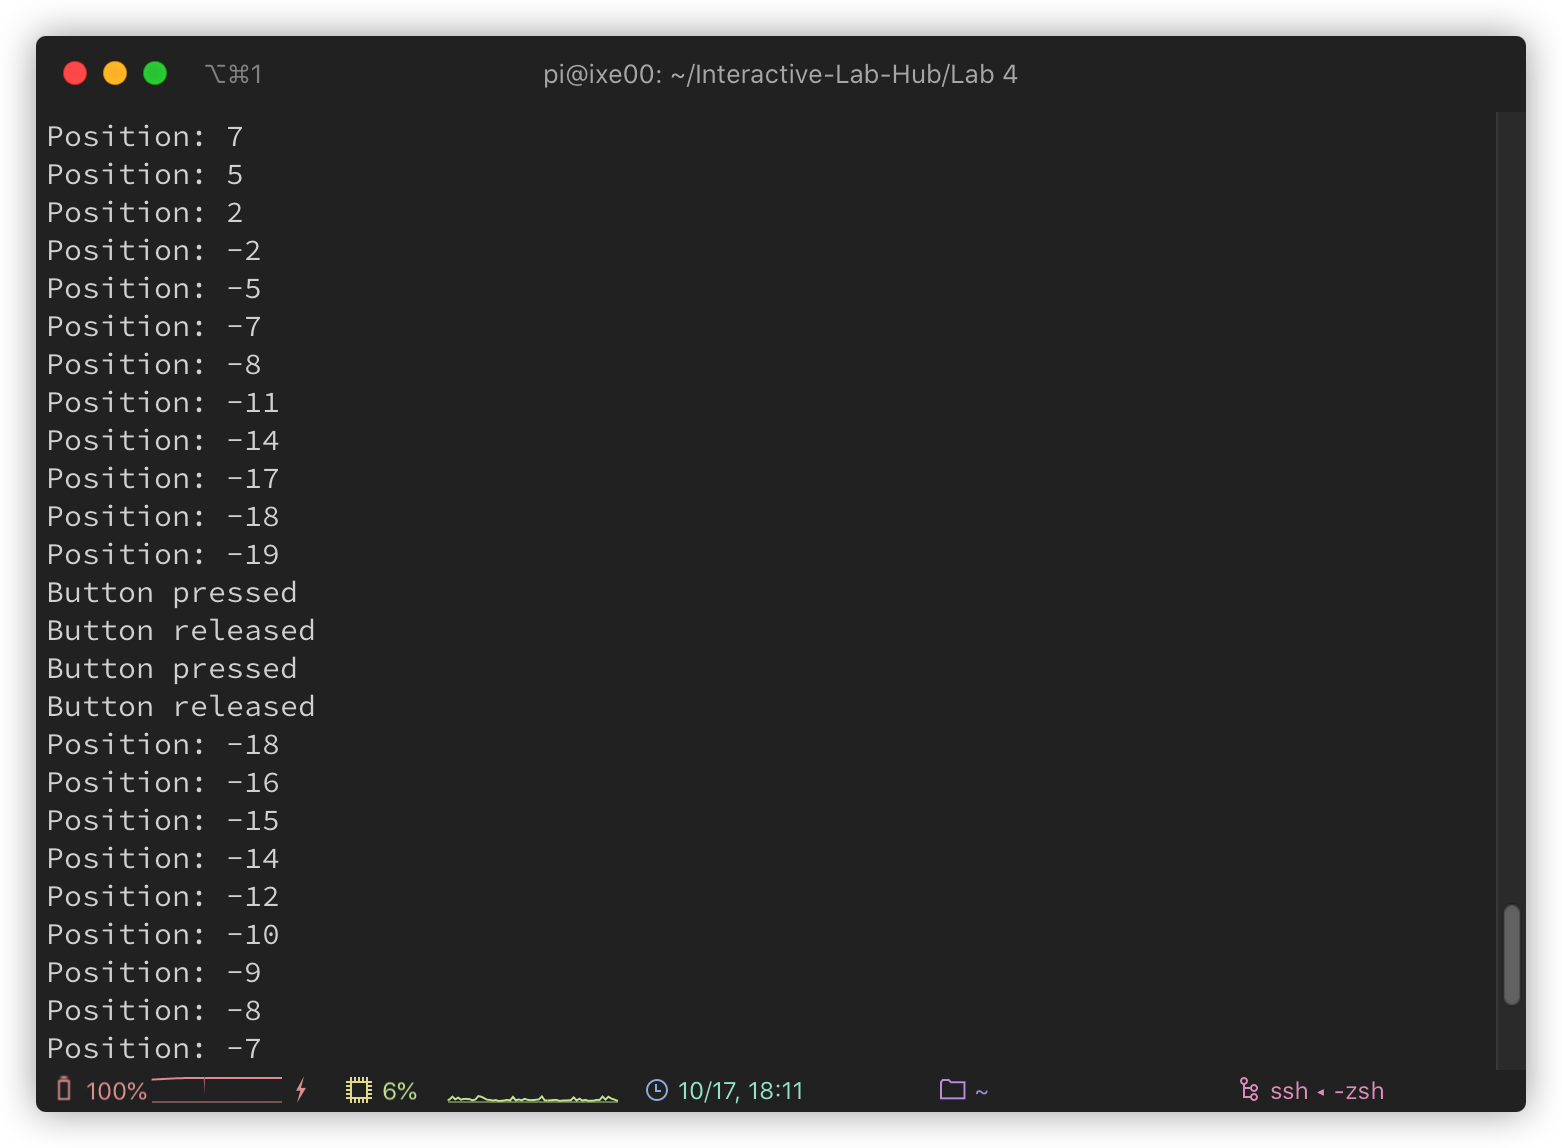 ⌥⌘1
pi@ixe00: ~/Interactive-Lab-Hub/Lab 4
Position: 7
Position: 5
Position: 2
Position: -2
Position: -5
Position: -7
Position: -8
Position: -11
Position: -14
Position: -17
Position: -18
Position: -19
Button pressed
Button released
Button pressed
Button released
Position: -18
Position: -16
Position: -15
Position: -14
Position: -12
Position: -10
Position: -9
Position: -8
Position: -7
100% 6% 10/17, 18:11 ~ ssh ◂ -zsh